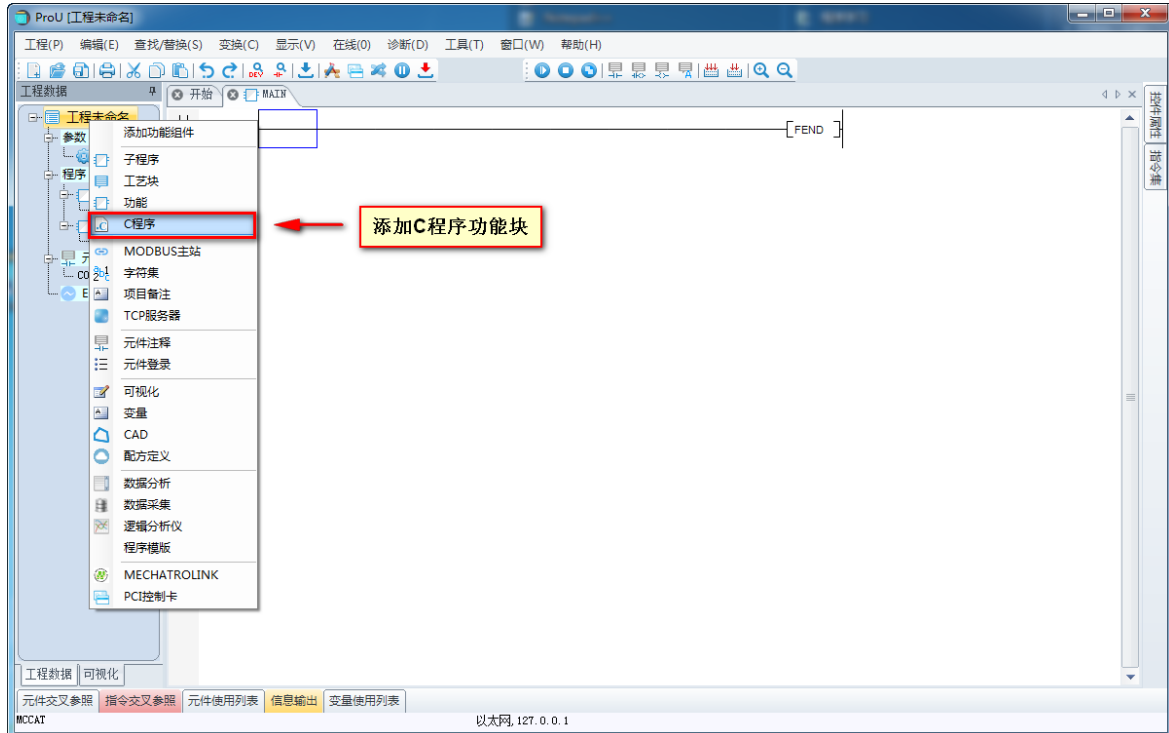 ProU [工程未命名]
工程(P) 编辑(E) 查找/替换(S) 变换(C) 显示(V) 在线(0) 诊断(D) 工具(T) 窗口(W) 帮助(H)
工程数据
开始
MAIN
工程未命名
参数
程序
CO
E
FEND
添加功能组件
子程序
工艺块
功能
C程序
MODBUS主站
字符集
项目备注
TCP服务器
元件注释
元件登录
可视化
变量
CAD
配方定义
数据分析
数据采集
逻辑分析仪
程序模版
MECHATROLINK
PCI控制卡
添加C程序功能块
控件属性
指令集
工程数据 可视化
元件交叉参照 指令交叉参照 元件使用列表 信息输出 变量使用列表
MCCAT
以太网, 127.0.0.1